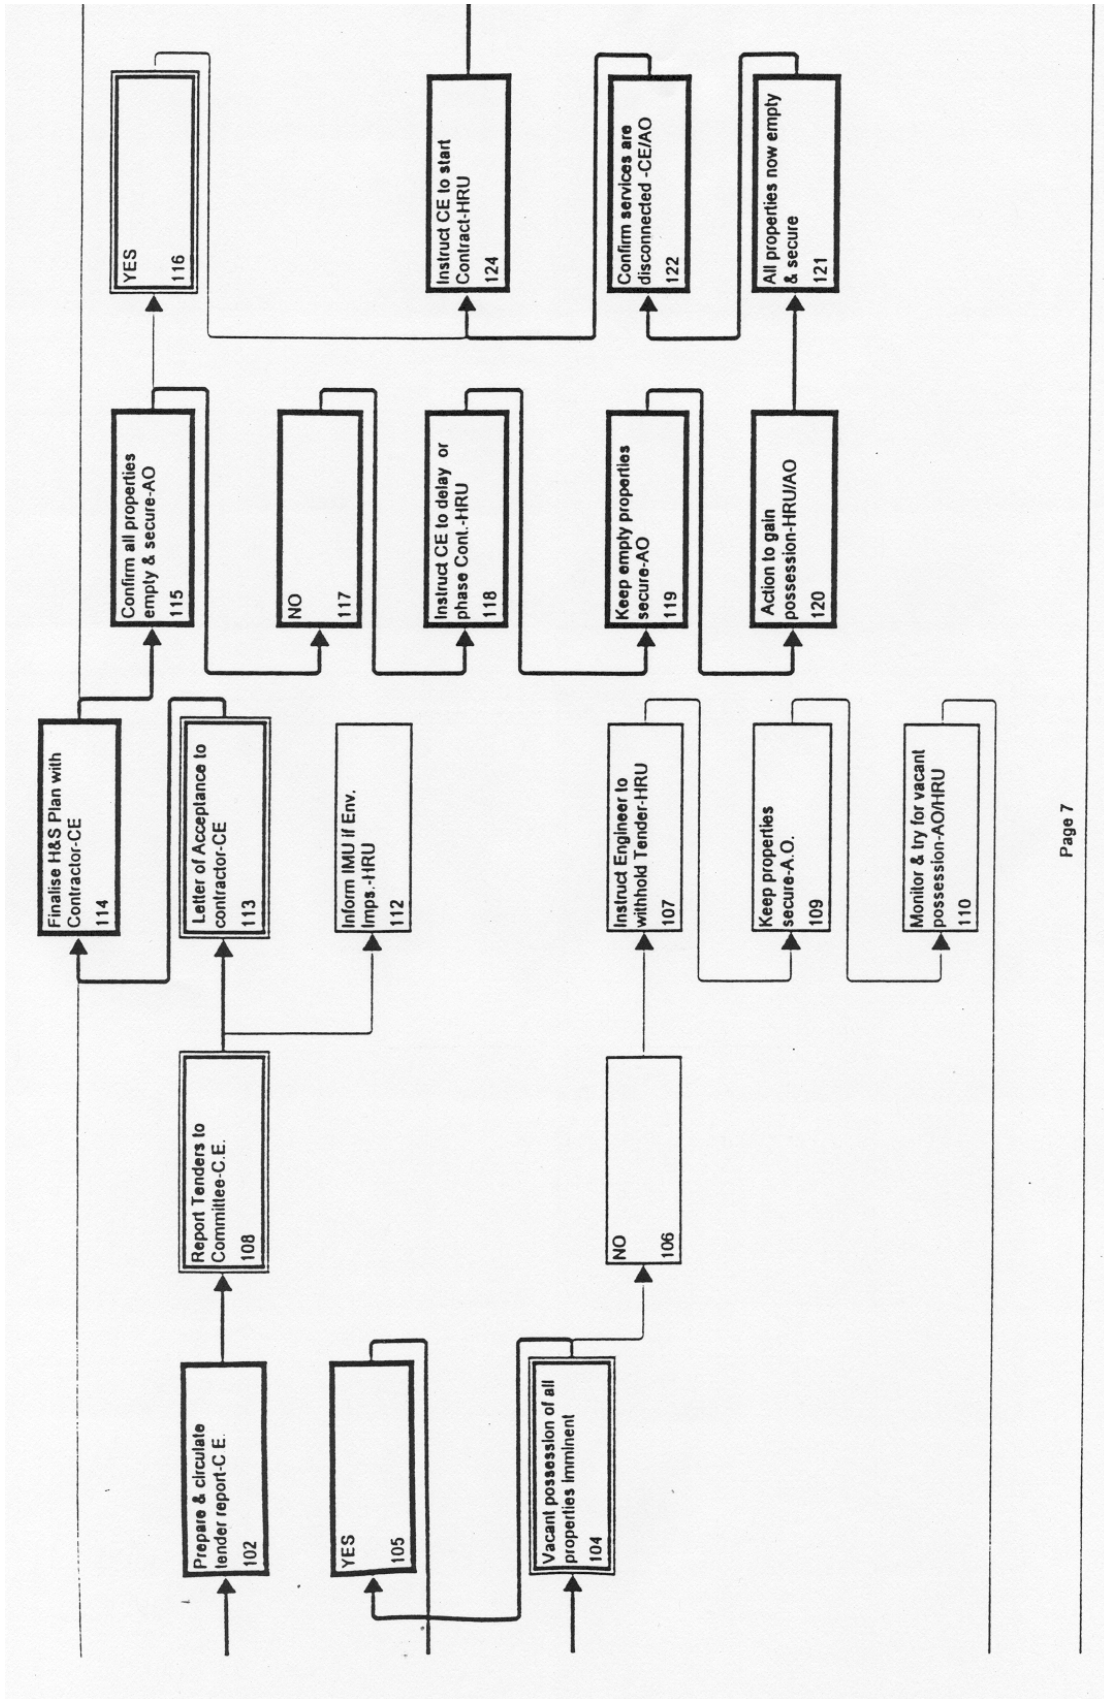 Prepare & circulate
tender report-C E.
102
YES
105
Vacant possession of all
properties Imminent
104
Report Tenders to
Committee-C.E.
108
NO
106
Finalise H&S Plan with
Contractor-CE
114
Letter of Acceptance to
contractor-CE
113
Inform IMU if Env.
Imps.-HRU
112
Instruct Engineer to
withhold Tender-HRU
107
Keep properties
secure-A.O.
109
Monitor & try for vacant
possession-AO/HRU
110
Confirm all properties
empty & secure-AO
115
NO
117
Instruct CE to delay or
phase Cont.-HRU
118
Keep empty properties
secure-AO
119
Action to gain
possession-HRU/AO
120
YES
116
Instruct CE to start
Contract-HRU
124
Confirm services are
disconnected -CE/AO
122
All properties now empty
& secure
121
Page 7